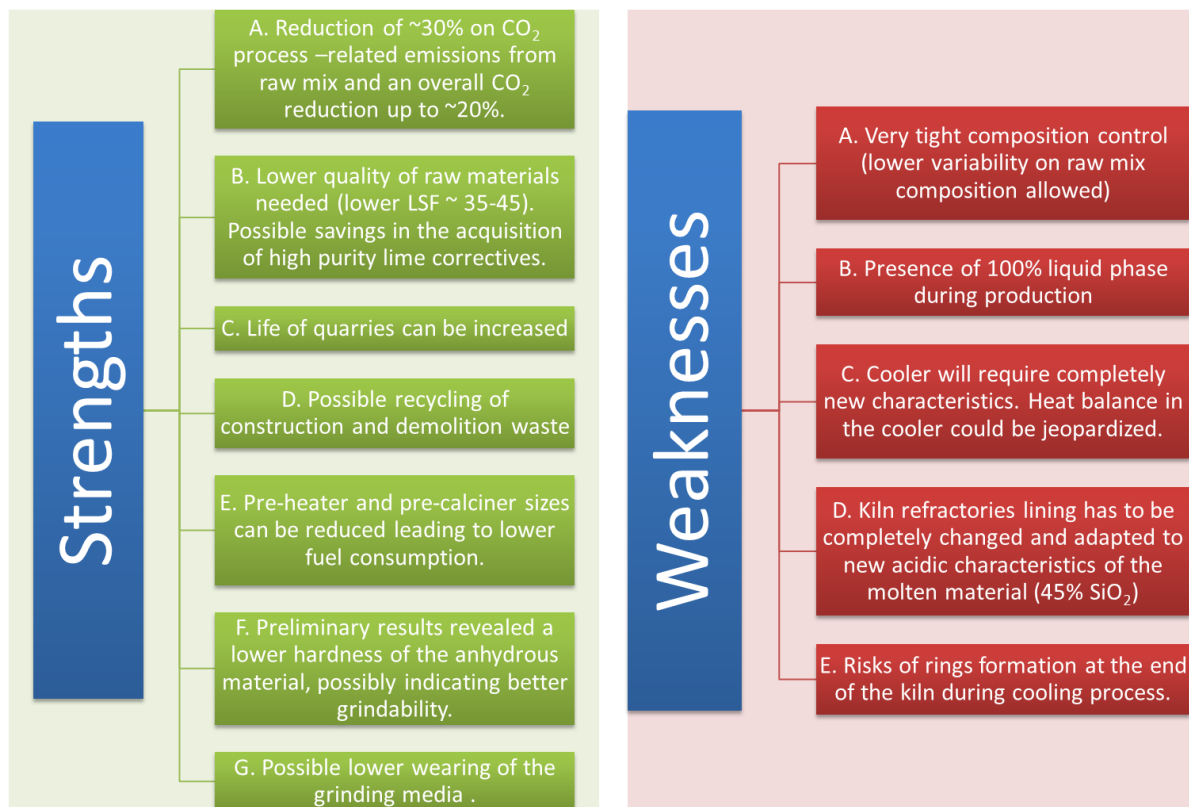 Strengths
A. Reduction of ~30% on CO₂
process –related emissions from
raw mix and an overall CO₂
reduction up to ~20%.
B. Lower quality of raw materials
needed (lower LSF ~ 35-45).
Possible savings in the acquisition
of high purity lime correctives.
C. Life of quarries can be increased
D. Possible recycling of
construction and demolition waste
E. Pre-heater and pre-calciner sizes
can be reduced leading to lower
fuel consumption.
F. Preliminary results revealed a
lower hardness of the anhydrous
material, possibly indicating better
grindability.
G. Possible lower wearing of the
grinding media .
Weaknesses
A. Very tight composition control
(lower variability on raw mix
composition allowed)
B. Presence of 100% liquid phase
during production
C. Cooler will require completely
new characteristics. Heat balance in
the cooler could be jeopardized.
D. Kiln refractories lining has to be
completely changed and adapted to
new acidic characteristics of the
molten material (45% SiO₂)
E. Risks of rings formation at the end
of the kiln during cooling process.